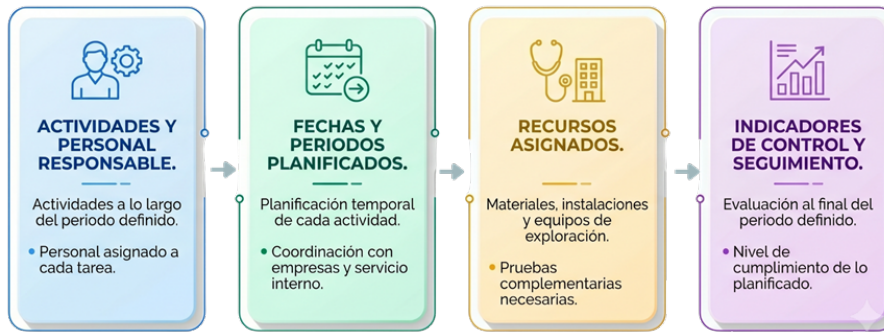 ACTIVIDADES Y
PERSONAL
RESPONSABLE.
Actividades a lo largo
del periodo definido.
• Personal asignado a
cada tarea.
FECHAS Y
PERIODOS
PLANIFICADOS.
Planificación temporal
de cada actividad.
• Coordinación con
empresas y servicio
interno.
RECURSOS
ASIGNADOS.
Materiales, instalaciones
y equipos de
exploración.
• Pruebas
complementarias
necesarias.
INDICADORES
DE CONTROL Y
SEGUIMIENTO.
Evaluación al final del
periodo definido.
• Nivel de
cumplimiento de lo
planificado.